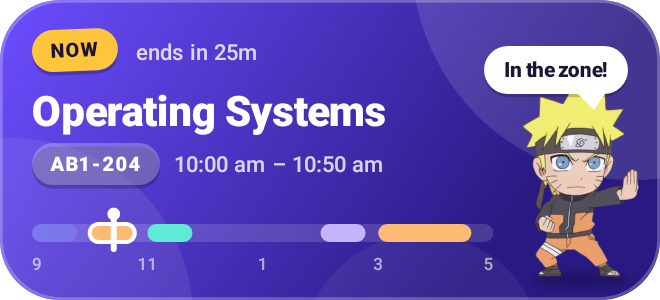 NOW ends in 25m
In the zone!
Operating Systems
AB1-204 10:00 am – 10:50 am
9 11 1 3 5